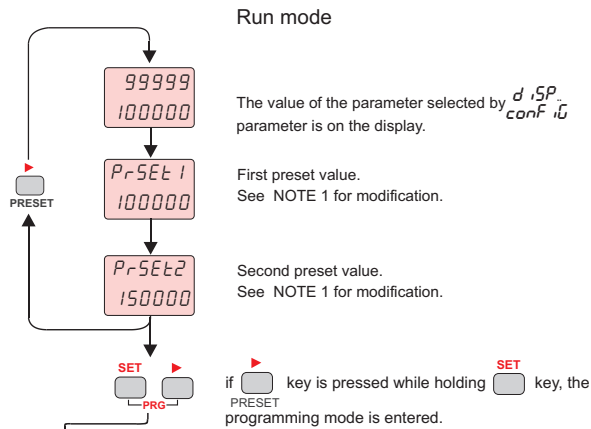 Run mode
99999
100000
The value of the parameter selected by diSP.. conFiG
parameter is on the display.
PrSEt1
100000
First preset value.
See NOTE 1 for modification.
PRESET
PrSEt2
150000
Second preset value.
See NOTE 1 for modification.
SET
PRG
if PRESET key is pressed while holding SET key, the
programming mode is entered.